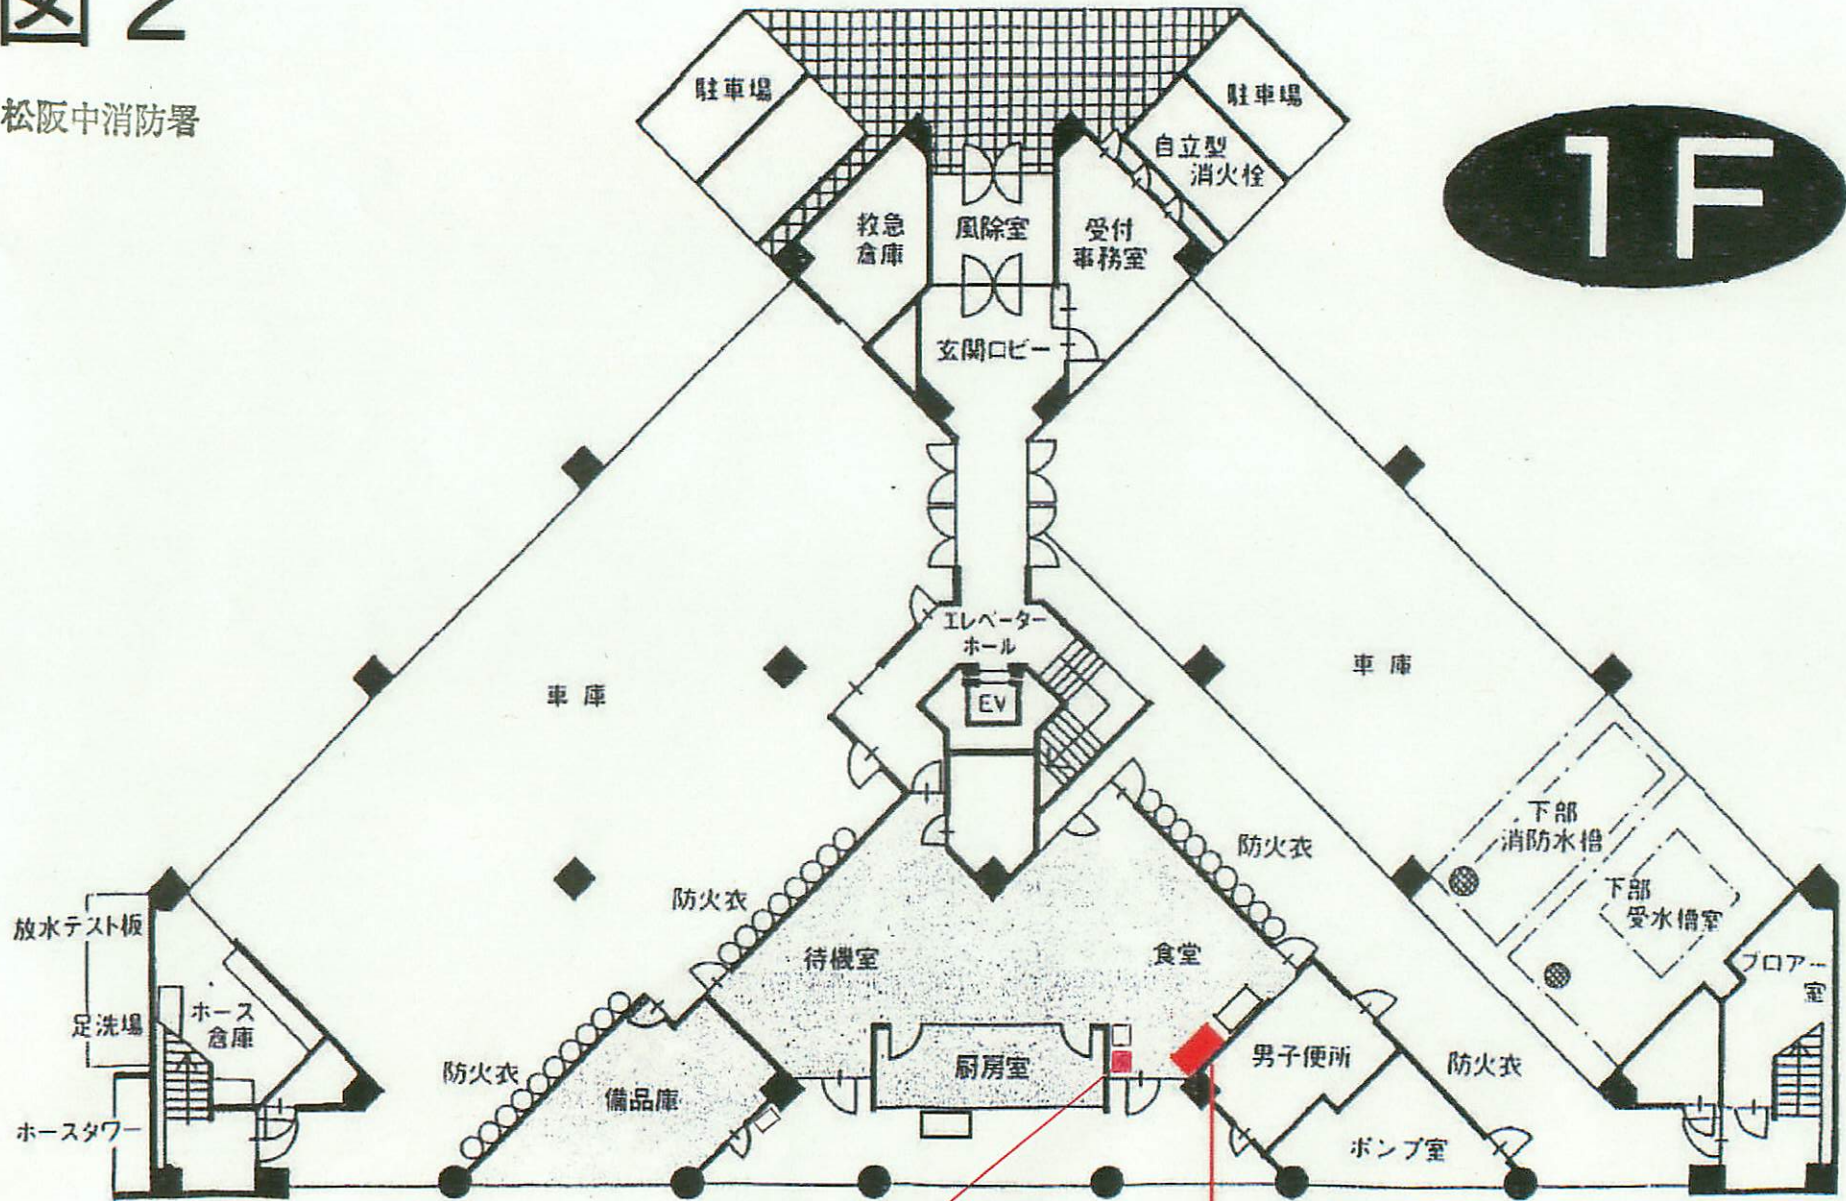 図2
松阪中消防署
1F
駐車場
駐車場
自立型
消火栓
救急
倉庫
風除室
受付
事務室
玄関ロビー
エレベーター
ホール
EV
車庫
車庫
下部
消防水槽
下部
受水槽室
防火衣
防火衣
放水テスト板
待機室
食堂
ブロアー
室
ホース
倉庫
足洗場
防火衣
備品庫
厨房室
男子便所
防火衣
ホースタワー
ポンプ室